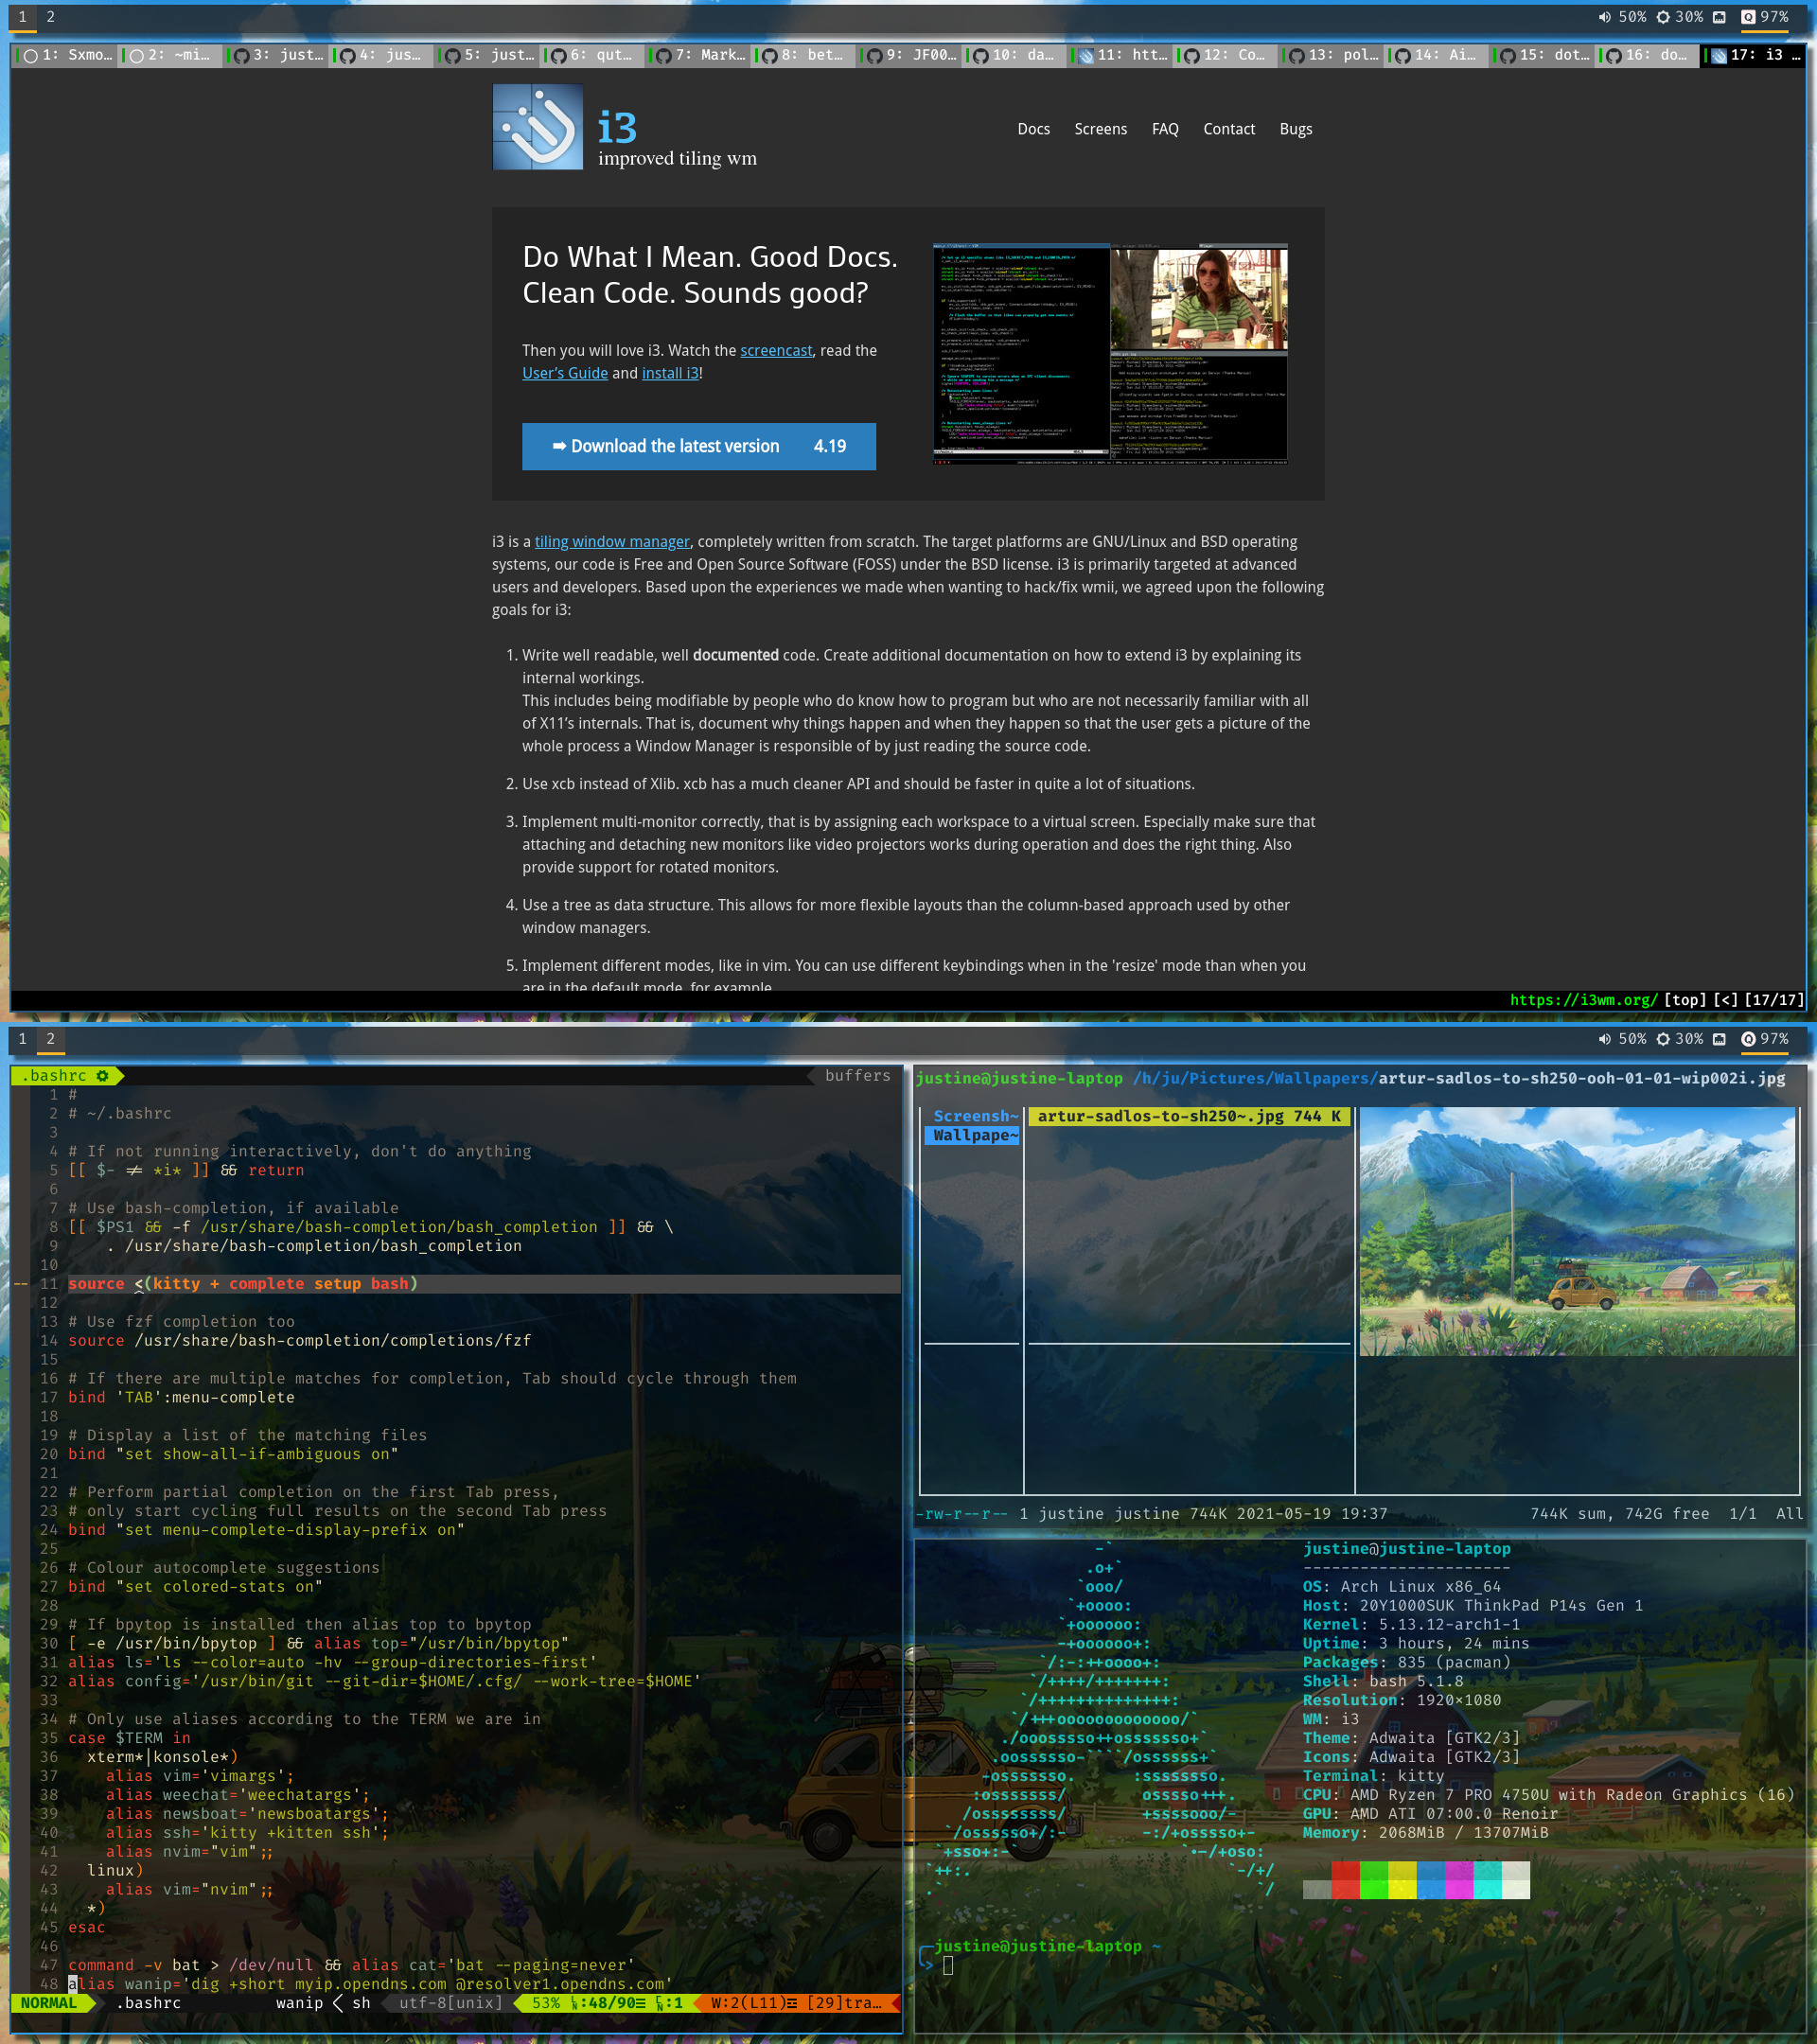 1 2 50% 30% 97%
1: Sxmo… 2: ~mi… 3: just… 4: jus… 5: just… 6: qut… 7: Mark… 8: bet… 9: JF00… 10: da… 11: htt… 12: Co… 13: pol… 14: Ai… 15: dot… 16: do… 17: i3 …
i3
improved tiling wm
Docs Screens FAQ Contact Bugs
Do What I Mean. Good Docs.
Clean Code. Sounds good?
Then you will love i3. Watch the screencast, read the
User’s Guide and install i3!
➠ Download the latest version 4.19
i3 is a tiling window manager, completely written from scratch. The target platforms are GNU/Linux and BSD operating
systems, our code is Free and Open Source Software (FOSS) under the BSD license. i3 is primarily targeted at advanced
users and developers. Based upon the experiences we made when wanting to hack/fix wmii, we agreed upon the following
goals for i3:
1. Write well readable, well documented code. Create additional documentation on how to extend i3 by explaining its
internal workings.
This includes being modifiable by people who do know how to program but who are not necessarily familiar with all
of X11’s internals. That is, document why things happen and when they happen so that the user gets a picture of the
whole process a Window Manager is responsible of by just reading the source code.
2. Use xcb instead of Xlib. xcb has a much cleaner API and should be faster in quite a lot of situations.
3. Implement multi-monitor correctly, that is by assigning each workspace to a virtual screen. Especially make sure that
attaching and detaching new monitors like video projectors works during operation and does the right thing. Also
provide support for rotated monitors.
4. Use a tree as data structure. This allows for more flexible layouts than the column-based approach used by other
window managers.
5. Implement different modes, like in vim. You can use different keybindings when in the 'resize' mode than when you
are in the default mode, for example.
https://i3wm.org/ [top] [<] [17/17]
1 2 50% 30% 97%
.bashrc buffers
1 #
2 # ~/.bashrc
3
4 # If not running interactively, don't do anything
5 [[ $- != *i* ]] && return
6
7 # Use bash-completion, if available
8 [[ $PS1 && -f /usr/share/bash-completion/bash_completion ]] && \
9 . /usr/share/bash-completion/bash_completion
10
-- 11 source <(kitty + complete setup bash)
12
13 # Use fzf completion too
14 source /usr/share/bash-completion/completions/fzf
15
16 # If there are multiple matches for completion, Tab should cycle through them
17 bind 'TAB':menu-complete
18
19 # Display a list of the matching files
20 bind "set show-all-if-ambiguous on"
21
22 # Perform partial completion on the first Tab press,
23 # only start cycling full results on the second Tab press
24 bind "set menu-complete-display-prefix on"
25
26 # Colour autocomplete suggestions
27 bind "set colored-stats on"
28
29 # If bpytop is installed then alias top to bpytop
30 [ -e /usr/bin/bpytop ] && alias top="/usr/bin/bpytop"
31 alias ls='ls --color=auto -hv --group-directories-first'
32 alias config='/usr/bin/git --git-dir=$HOME/.cfg/ --work-tree=$HOME'
33
34 # Only use aliases according to the TERM we are in
35 case $TERM in
36 xterm*|konsole*)
37 alias vim='vimargs';
38 alias weechat='weechatargs';
39 alias newsboat='newsboatargs';
40 alias ssh='kitty +kitten ssh';
41 alias nvim="vim";;
42 linux)
43 alias vim="nvim";;
44 *)
45 esac
46
47 command -v bat > /dev/null && alias cat='bat --paging=never'
48 alias wanip='dig +short myip.opendns.com @resolver1.opendns.com'
NORMAL .bashrc wanip < sh utf-8[unix] 53% :48/90 :1 W:2(L11) [29]tra…
justine@justine-laptop /h/ju/Pictures/Wallpapers/artur-sadlos-to-sh250-ooh-01-01-wip002i.jpg
Screensh~ artur-sadlos-to-sh250~.jpg 744 K
Wallpape~
-rw-r--r-- 1 justine justine 744K 2021-05-19 19:37 744K sum, 742G free 1/1 All
justine@justine-laptop
----------------------
OS: Arch Linux x86_64
Host: 20Y1000SUK ThinkPad P14s Gen 1
Kernel: 5.13.12-arch1-1
Uptime: 3 hours, 24 mins
Packages: 835 (pacman)
Shell: bash 5.1.8
Resolution: 1920×1080
WM: i3
Theme: Adwaita [GTK2/3]
Icons: Adwaita [GTK2/3]
Terminal: kitty
CPU: AMD Ryzen 7 PRO 4750U with Radeon Graphics (16)
GPU: AMD ATI 07:00.0 Renoir
Memory: 2068MiB / 13707MiB
justine@justine-laptop ~